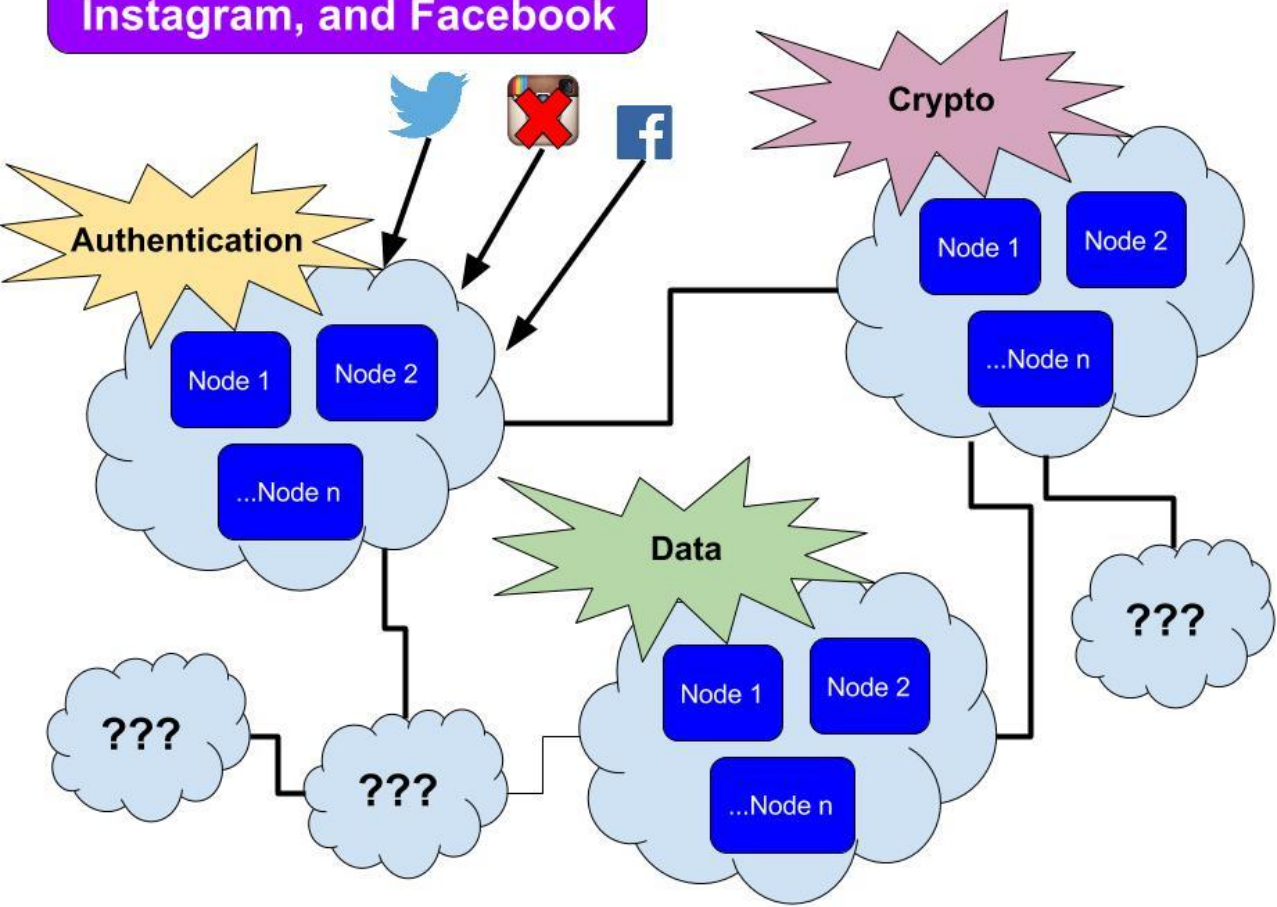 Instagram, and Facebook
Crypto
Node 1
Node 2
...Node n
Authentication
Node 1
Node 2
...Node n
Data
Node 1
Node 2
...Node n
???
???
???